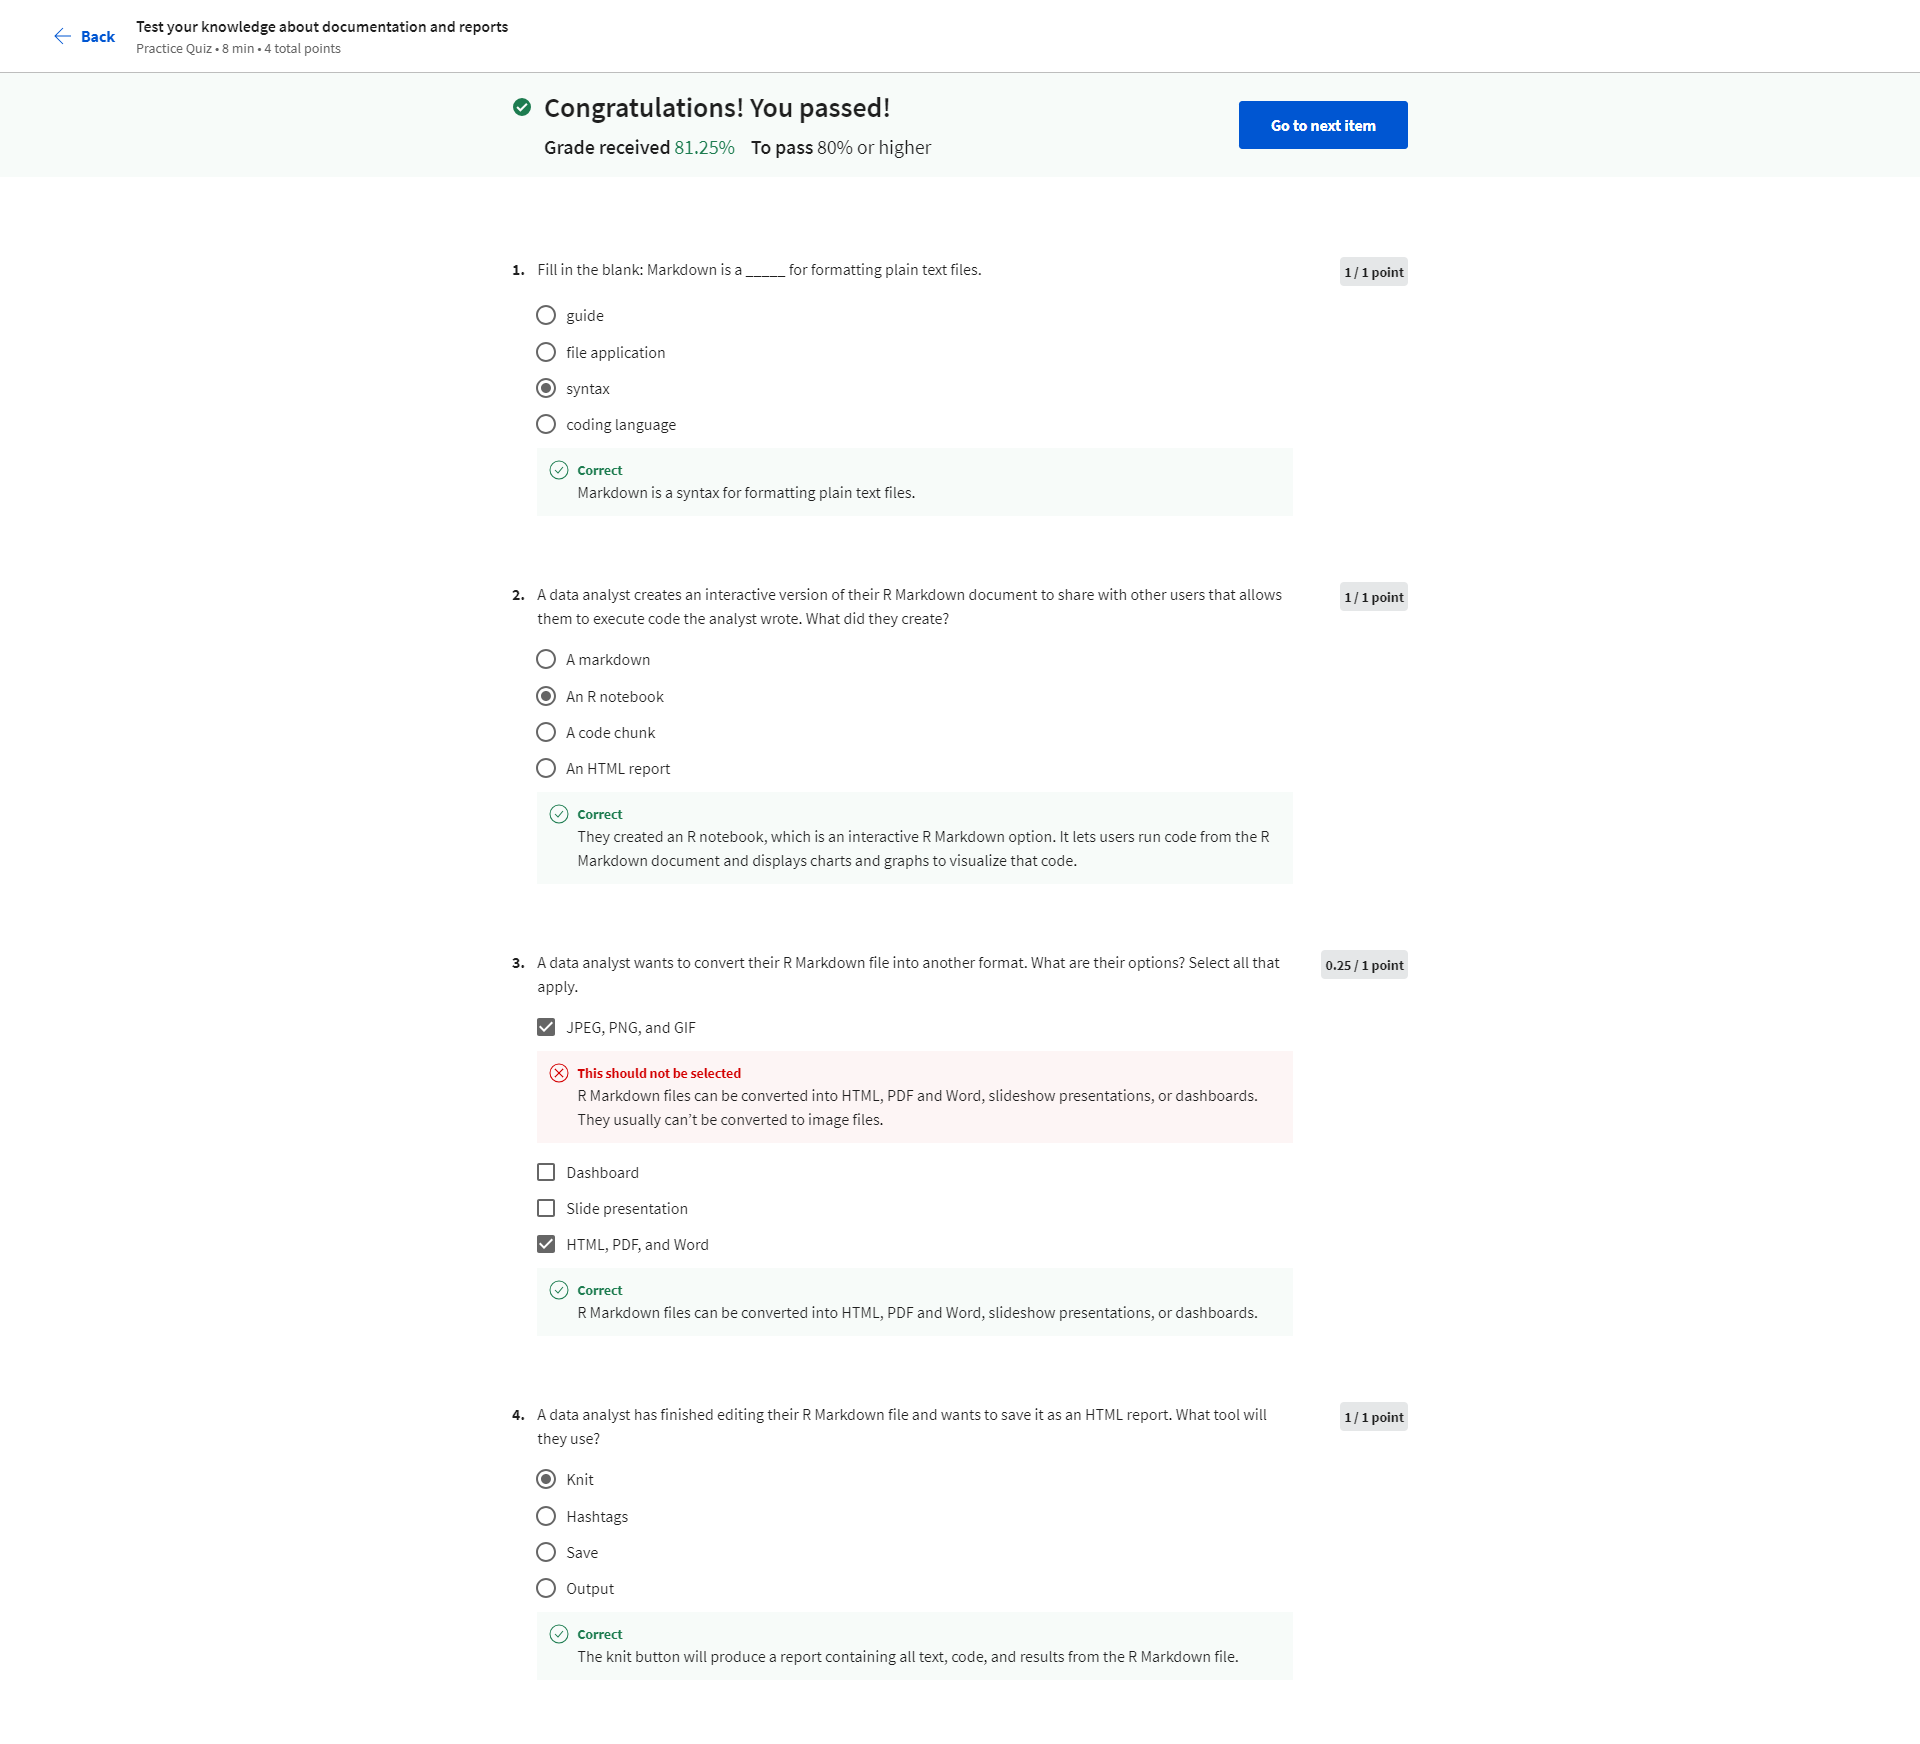 Back
Test your knowledge about documentation and reports
Practice Quiz • 8 min • 4 total points
Congratulations! You passed!
Grade received 81.25% To pass 80% or higher
Go to next item
1. Fill in the blank: Markdown is a _____ for formatting plain text files.
1 / 1 point
guide
file application
syntax
coding language
Correct
Markdown is a syntax for formatting plain text files.
2. A data analyst creates an interactive version of their R Markdown document to share with other users that allows
them to execute code the analyst wrote. What did they create?
1 / 1 point
A markdown
An R notebook
A code chunk
An HTML report
Correct
They created an R notebook, which is an interactive R Markdown option. It lets users run code from the R
Markdown document and displays charts and graphs to visualize that code.
3. A data analyst wants to convert their R Markdown file into another format. What are their options? Select all that
apply.
0.25 / 1 point
JPEG, PNG, and GIF
This should not be selected
R Markdown files can be converted into HTML, PDF and Word, slideshow presentations, or dashboards.
They usually can’t be converted to image files.
Dashboard
Slide presentation
HTML, PDF, and Word
Correct
R Markdown files can be converted into HTML, PDF and Word, slideshow presentations, or dashboards.
4. A data analyst has finished editing their R Markdown file and wants to save it as an HTML report. What tool will
they use?
1 / 1 point
Knit
Hashtags
Save
Output
Correct
The knit button will produce a report containing all text, code, and results from the R Markdown file.